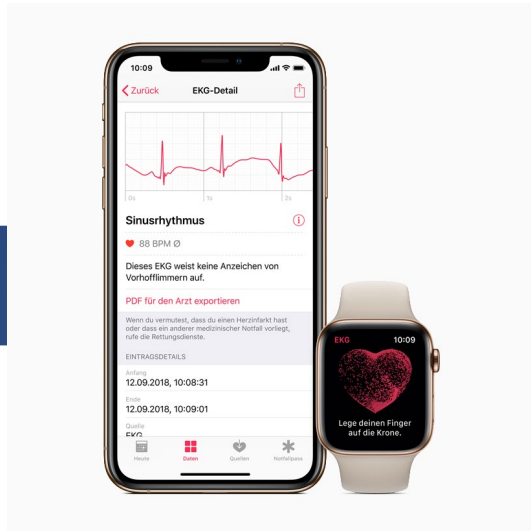 10:09
Zurück
EKG-Detail
0s
1s
2s
Sinusrhythmus
88 BPM Ø
Dieses EKG weist keine Anzeichen von
Vorhofflimmern auf.
PDF für den Arzt exportieren
Wenn du vermutest, dass du einen Herzinfarkt hast
oder dass ein anderer medizinischer Notfall vorliegt,
rufe die Rettungsdienste.
EINTRAGSDETAILS
Anfang
12.09.2018, 10:08:31
Ende
12.09.2018, 10:09:01
Quelle
EKG
Heute
Daten
Quellen
Notfallpass
EKG
10:09
Lege deinen Finger
auf die Krone.